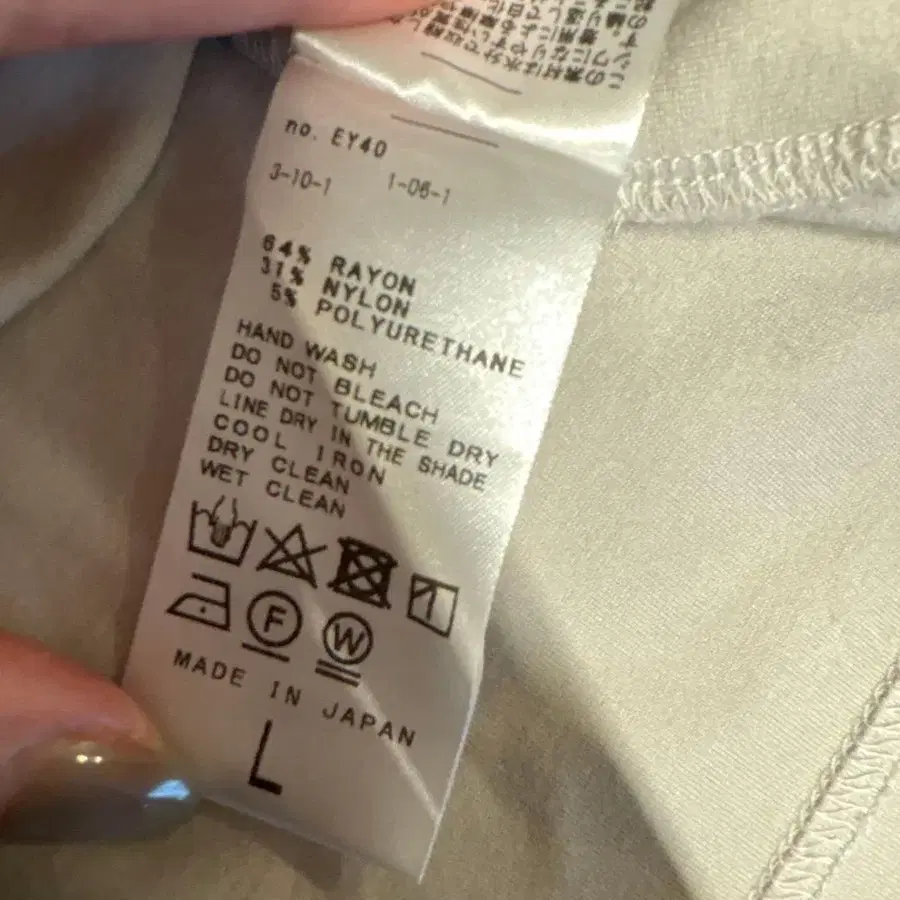 no. EY40
3-10-1 1-06-1
64% RAYON
31% NYLON
5% POLYURETHANE
HAND WASH
DO NOT BLEACH
DO NOT TUMBLE DRY
LINE DRY IN THE SHADE
COOL IRON
DRY CLEAN
WET CLEAN
F W
MADE IN JAPAN
L